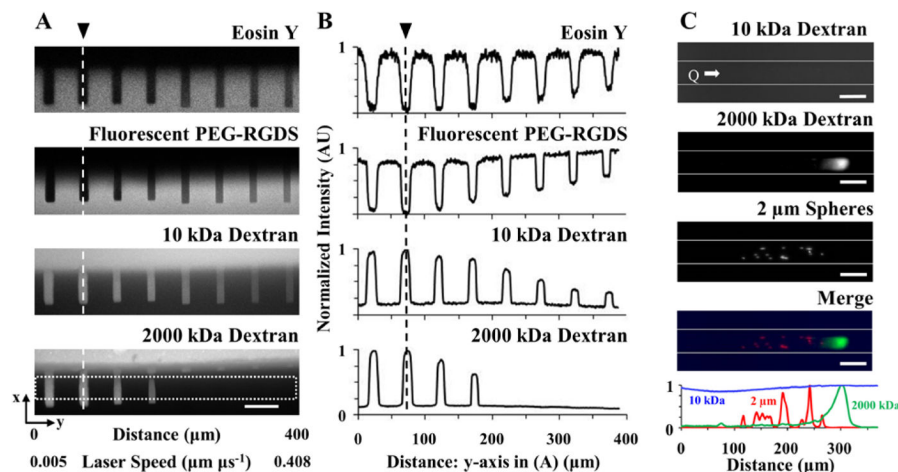 A
Eosin Y
Fluorescent PEG-RGDS
10 kDa Dextran
2000 kDa Dextran
x
y
0 Distance (μm) 400
0.005 Laser Speed (μm μs⁻¹) 0.408
B
Eosin Y
1
0
Fluorescent PEG-RGDS
1
0
10 kDa Dextran
1
0
2000 kDa Dextran
1
0
Normalized Intensity (AU)
0 100 200 300 400
Distance: y-axis in (A) (μm)
C
10 kDa Dextran
Q
2000 kDa Dextran
2 μm Spheres
Merge
1
0
10 kDa
2 μm
2000 kDa
0 100 200 300
Distance (μm)